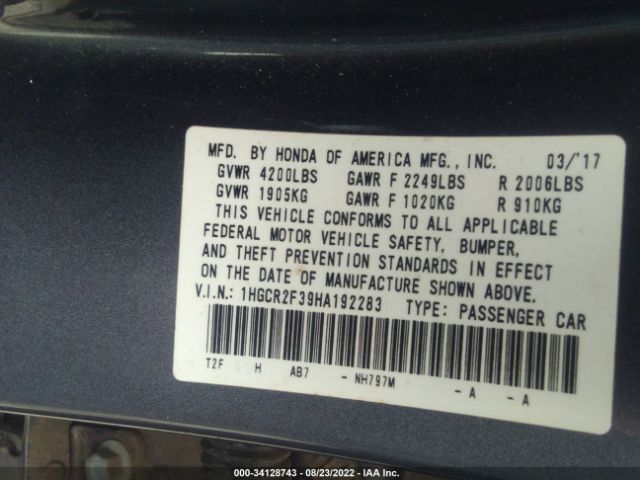 MFD. BY HONDA OF AMERICA MFG., INC. 03/'17
GVWR 4200LBS GAWR F 2249LBS R 2006LBS
GVWR 1905KG GAWR F 1020KG R 910KG
THIS VEHICLE CONFORMS TO ALL APPLICABLE
FEDERAL MOTOR VEHICLE SAFETY, BUMPER,
AND THEFT PREVENTION STANDARDS IN EFFECT
ON THE DATE OF MANUFACTURE SHOWN ABOVE.
V.I.N.: 1HGCR2F39HA192283 TYPE: PASSENGER CAR
T2F H AB7 - NH797M - A - A
000-34128743 / 08/23/2022 - IAA Inc.